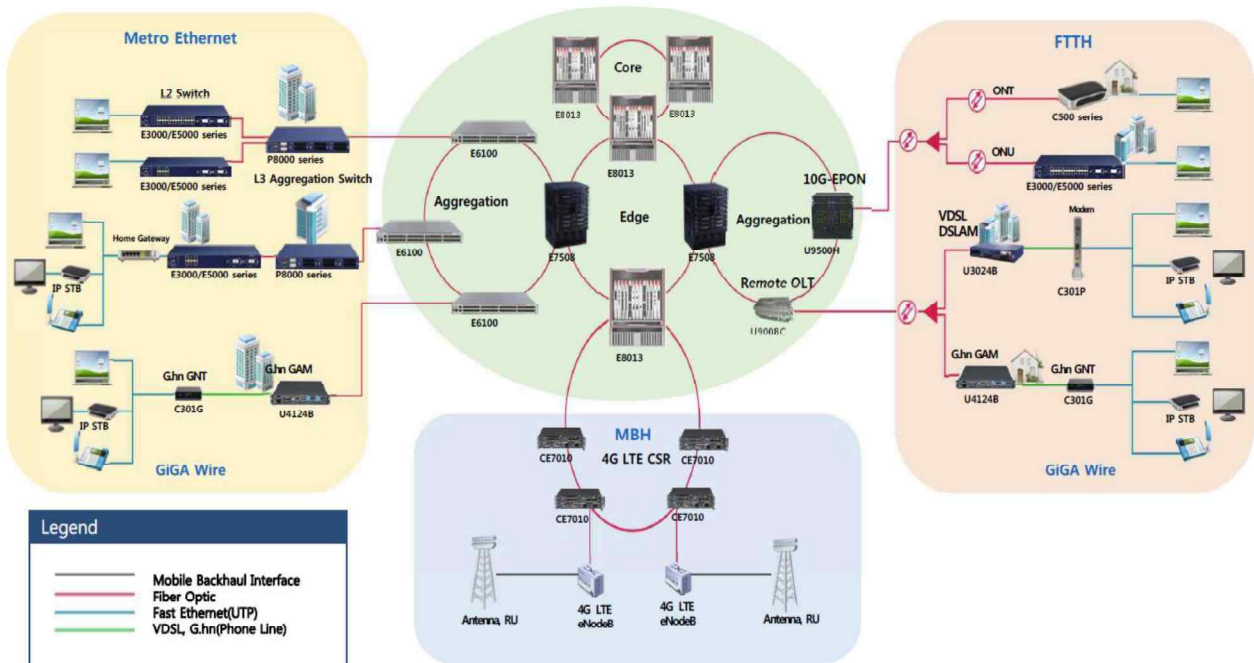 Metro Ethernet
L2 Switch
E3000/E5000 series
P8000 series
E3000/E5000 series
L3 Aggregation Switch
Home Gateway
E3000/E5000 series
P8000 series
IP STB
G.hn GNT
G.hn GAM
C301G
U4124B
IP STB
GiGA Wire
Core
E8013
E8013
E8013
E6100
Aggregation
E6100
E6100
E7508
Edge
E7508
Aggregation
10G-EPON
U9500H
Remote OLT
U9008C
E8013
MBH
4G LTE CSR
CE7010
CE7010
CE7010
CE7010
4G LTE
eNodeB
4G LTE
eNodeB
Antenna, RU
Antenna, RU
FTTH
ONT
C500 series
ONU
E3000/E5000 series
VDSL
DSLAM
Modem
U3024B
C301P
IP STB
G.hn GAM
G.hn GNT
U4124B
C301G
IP STB
GiGA Wire
Legend
Mobile Backhaul Interface
Fiber Optic
Fast Ethernet(UTP)
VDSL, G.hn(Phone Line)